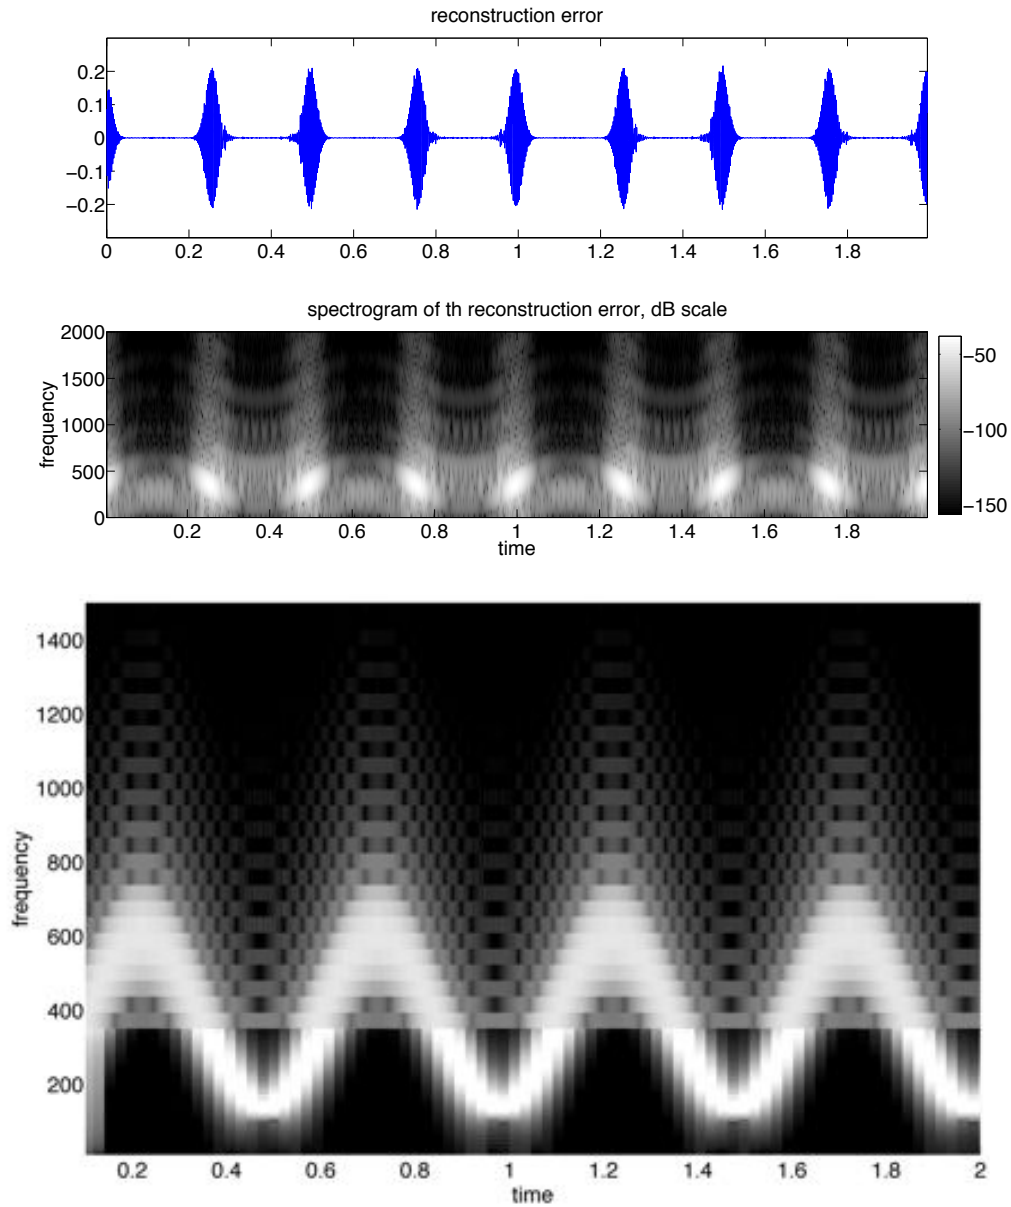 reconstruction error
0.2
0.1
0
−0.1
−0.2
0 0.2 0.4 0.6 0.8 1 1.2 1.4 1.6 1.8
spectrogram of th reconstruction error, dB scale
2000
1500
1000
500
0
frequency
−50
−100
−150
0.2 0.4 0.6 0.8 1 1.2 1.4 1.6 1.8
time
1400
1200
1000
800
600
400
200
frequency
0.2 0.4 0.6 0.8 1 1.2 1.4 1.6 1.8 2
time